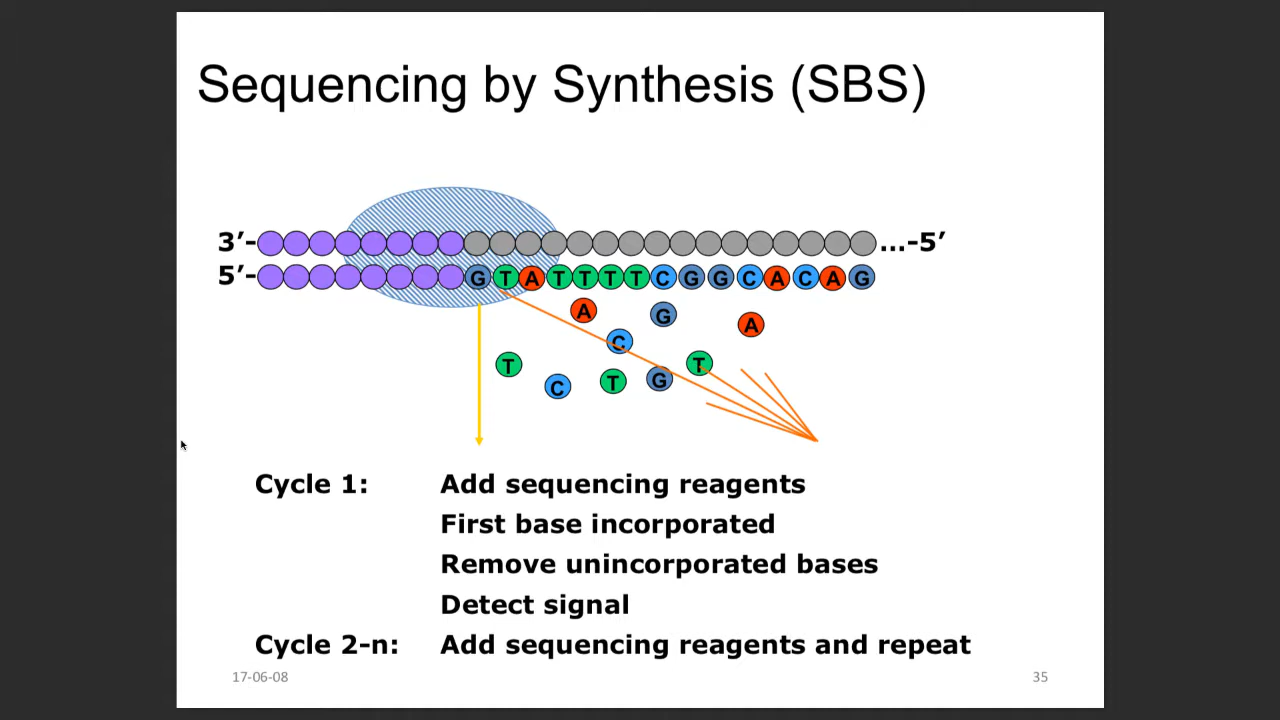 Sequencing by Synthesis (SBS)
3’- ...-5’
5’- G T A T T T T C G G C A C A G
A G A
C
T C T G T
Cycle 1: Add sequencing reagents
First base incorporated
Remove unincorporated bases
Detect signal
Cycle 2-n: Add sequencing reagents and repeat
17-06-08 35